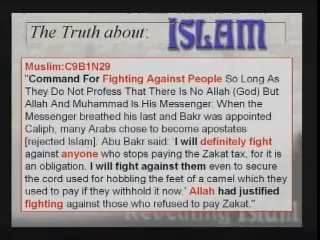 The Truth about: ISLAM
Muslim:C9B1N29
"Command For Fighting Against People So Long As
They Do Not Profess That There Is No Allah (God) But
Allah And Muhammad Is His Messenger: When the
Messenger breathed his last and Bakr was appointed
Caliph, many Arabs chose to become apostates
[rejected Islam]. Abu Bakr said: 'I will definitely fight
against anyone who stops paying the Zakat tax, for it is
an obligation. I will fight against them even to secure
the cord used for hobbling the feet of a camel which they
used to pay if they withheld it now.' Allah had justified
fighting against those who refused to pay Zakat."
Revealing Islam